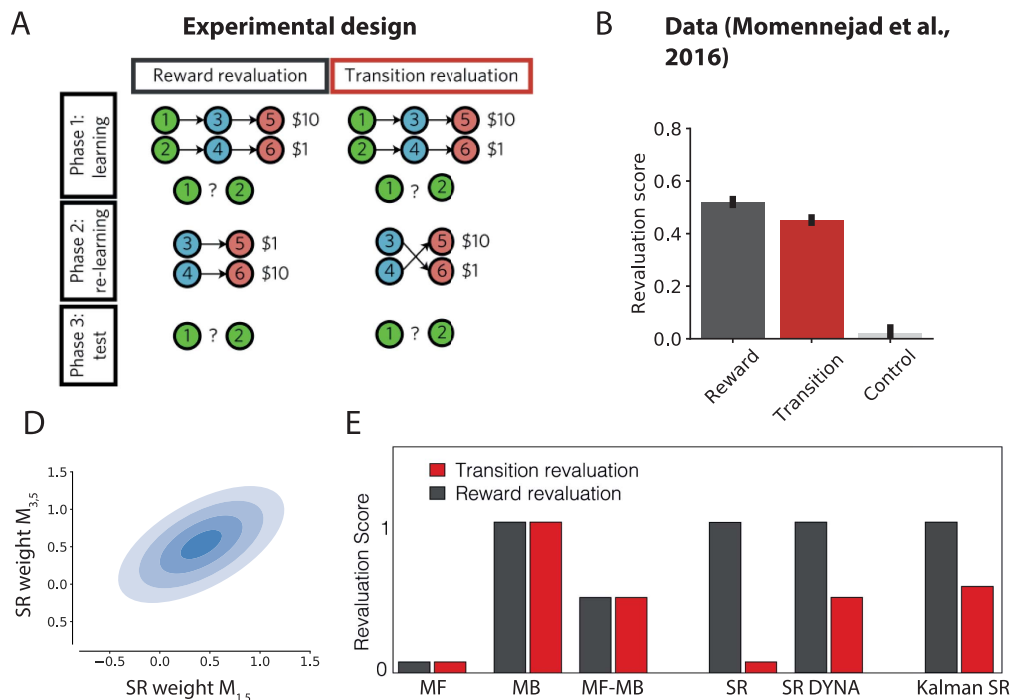 A
Experimental design
Reward revaluation
Transition revaluation
Phase 1:
learning
1 3 5 $10
2 4 6 $1
1 ? 2
1 3 5 $10
2 4 6 $1
1 ? 2
Phase 2:
re-learning
3 5 $1
4 6 $10
3 5 $10
4 6 $1
Phase 3:
test
1 ? 2
1 ? 2
B
Data (Momennejad et al.,
2016)
Revaluation score
0.8
0.6
0.4
0.2
0.0
Reward
Transition
Control
D
SR weight M3,5
1.5
1.0
0.5
0.0
0.5
−0.5 0.0 0.5 1.0 1.5
SR weight M1,5
E
Revaluation Score
1
0
Transition revaluation
Reward revaluation
MF MB MF-MB SR SR DYNA Kalman SR